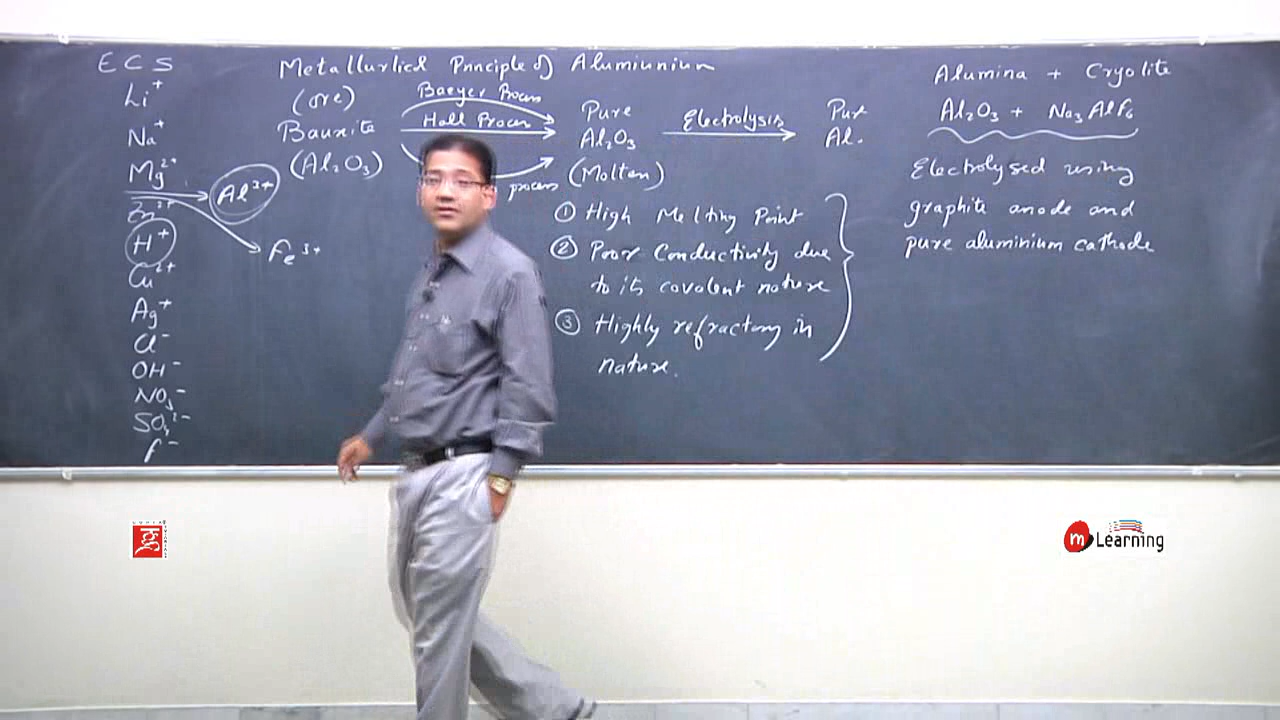 E C S
Li⁺
Na⁺
Mg²⁺
Zn²⁺
H⁺
Cu²⁺
Ag⁺
Cl⁻
OH⁻
NO₃⁻
SO₄²⁻
F⁻
Al³⁺
Fe³⁺
Metallurlical Principle of Alumiunium
(ore)
Bauxite
(Al₂O₃)
Baeyer Process
Hall Process
process
Pure
Al₂O₃
(Molten)
Electrolysis
Pure
Al.
① High Melting Point
② Poor Conductivity due
to its covalent nature
③ Highly refractory in
nature.
Alumina + Cryolite
Al₂O₃ + Na₃AlF₆
Electrolysed using
graphite anode and
pure aluminium cathode
m Learning